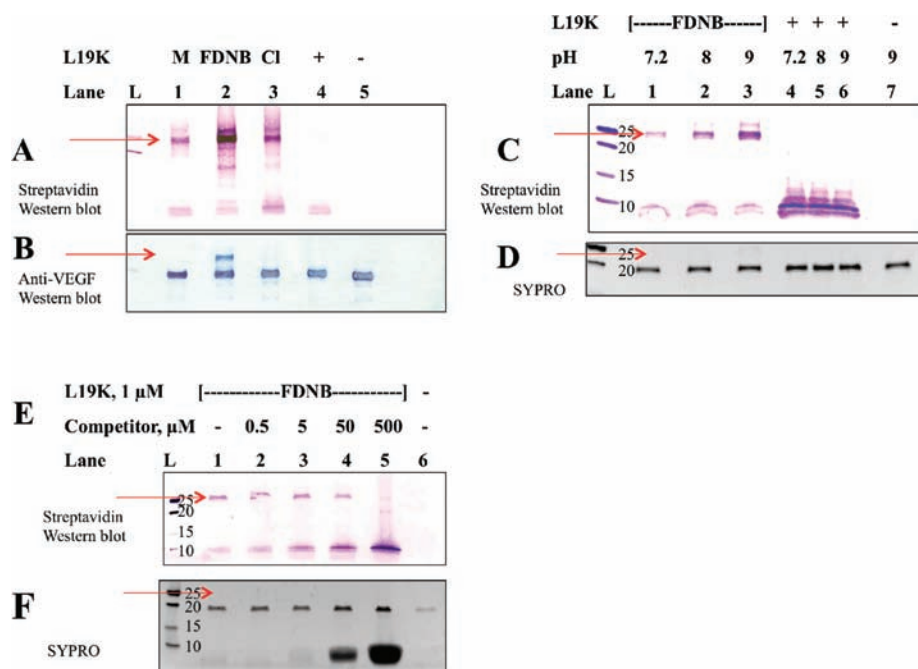 L19K M FDNB Cl + -
Lane L 1 2 3 4 5
A
Streptavidin
Western blot
B
Anti-VEGF
Western blot
L19K [------FDNB------] + + + -
pH 7.2 8 9 7.2 8 9 9
Lane L 1 2 3 4 5 6 7
C
25
20
15
10
Streptavidin
Western blot
D
25
20
SYPRO
E
L19K, 1 µM [------------FDNB-----------] -
Competitor, µM - 0.5 5 50 500 -
Lane L 1 2 3 4 5 6
25
20
15
10
Streptavidin
Western blot
F
25
20
15
10
SYPRO